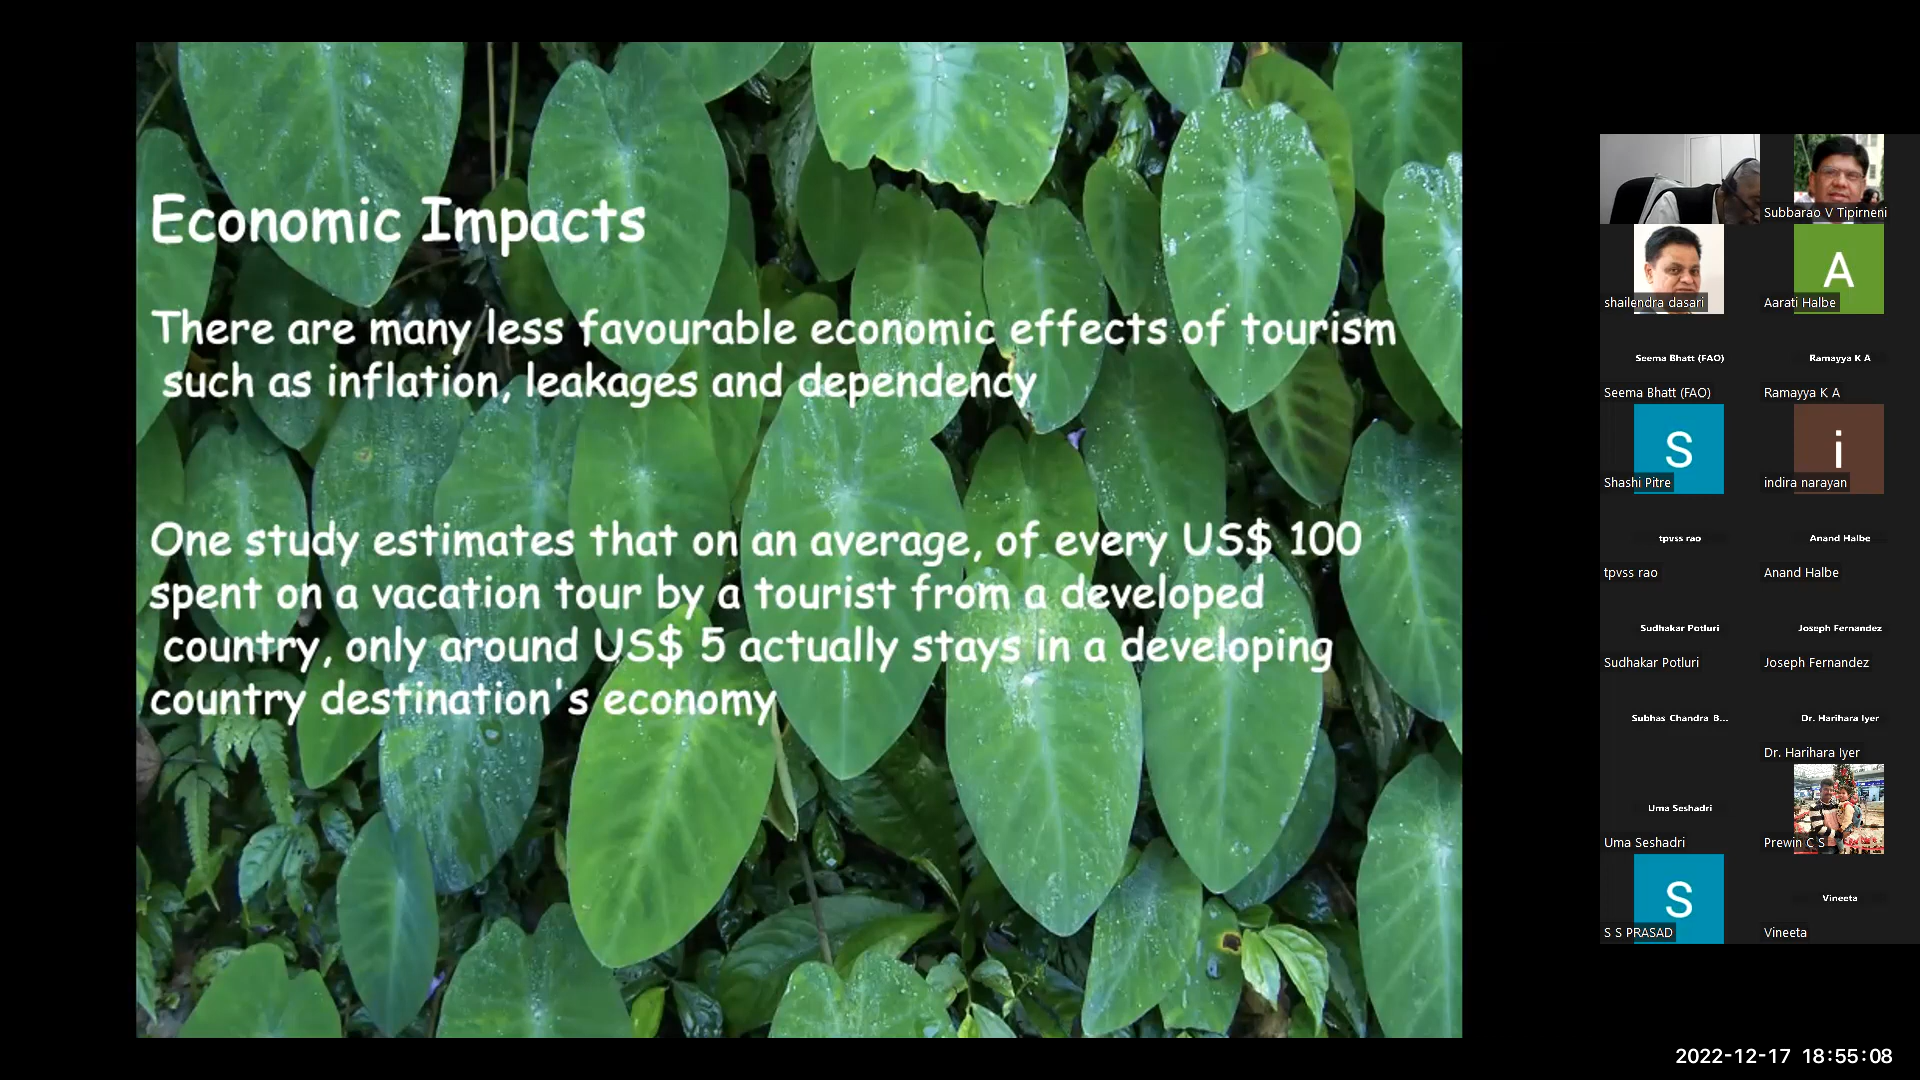 Economic Impacts
There are many less favourable economic effects of tourism
such as inflation, leakages and dependency
One study estimates that on an average, of every US$ 100
spent on a vacation tour by a tourist from a developed
country, only around US$ 5 actually stays in a developing
country destination's economy
Subbarao V Tipirneni
shailendra dasari
A
Aarati Halbe
Seema Bhatt (FAO)
Seema Bhatt (FAO)
Ramayya K A
Ramayya K A
S
Shashi Pitre
i
indira narayan
tpvss rao
tpvss rao
Anand Halbe
Anand Halbe
Sudhakar Potluri
Sudhakar Potluri
Joseph Fernandez
Joseph Fernandez
Subhas Chandra B...
Dr. Harihara Iyer
Dr. Harihara Iyer
Uma Seshadri
Uma Seshadri
Prewin C S
S
S S PRASAD
Vineeta
Vineeta
2022-12-17 18:55:08